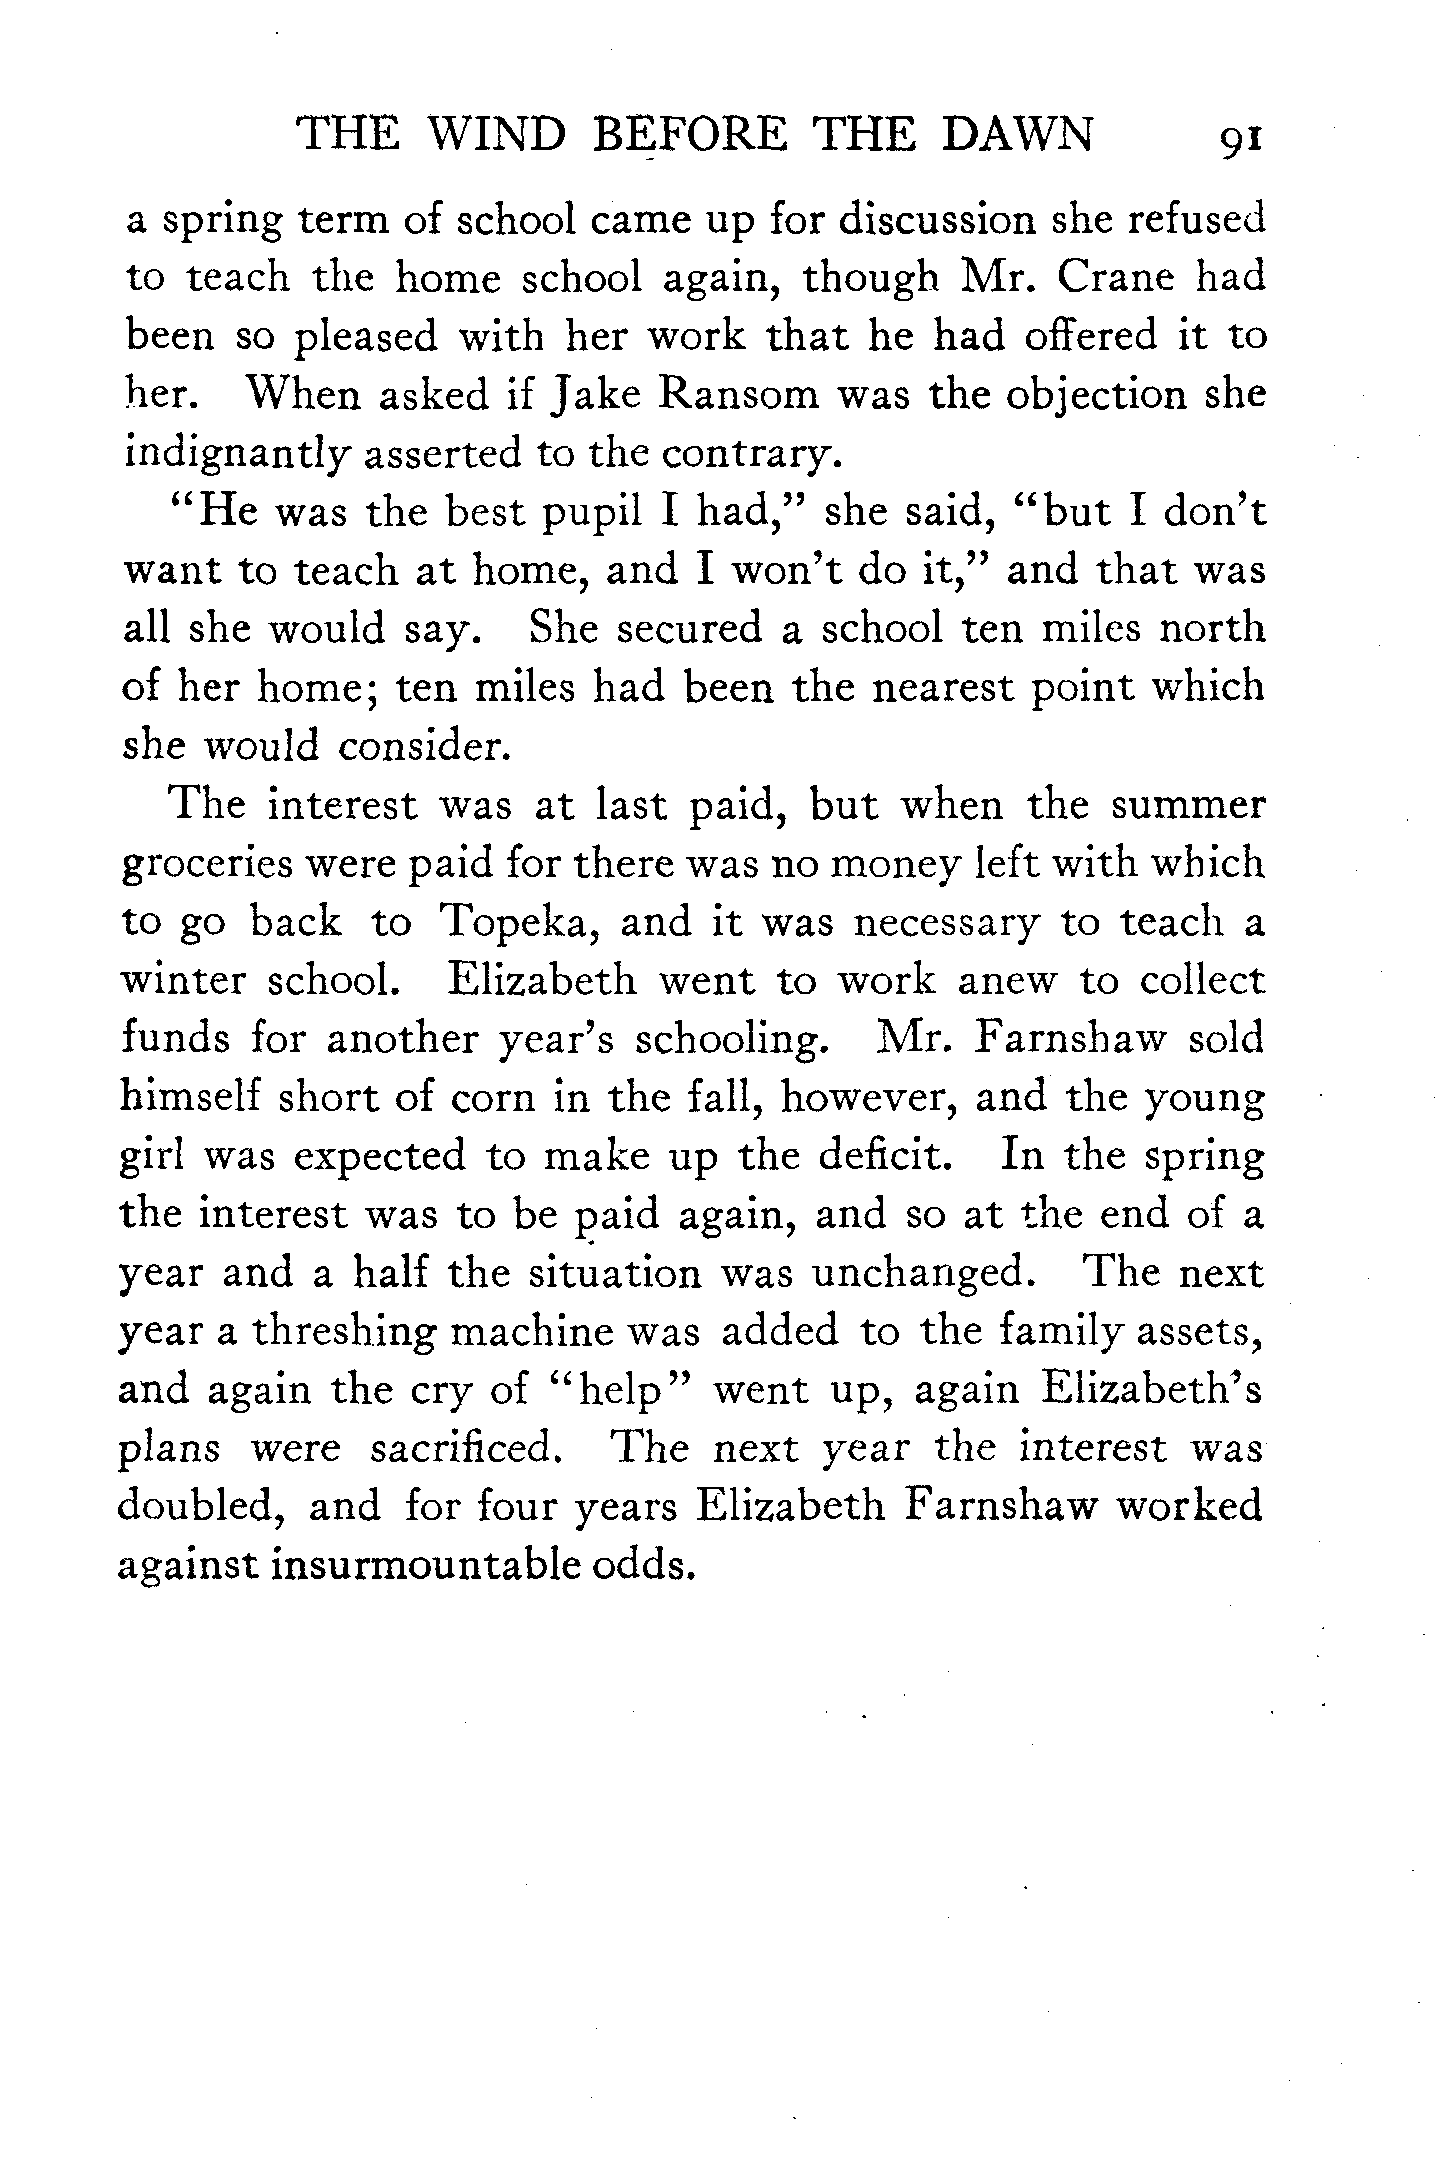 THE WIND BEFORE THE DAWN 91
a spring term of school came up for discussion she refused
to teach the home school again, though Mr. Crane had
been so pleased with her work that he had offered it to
her. When asked if Jake Ransom was the objection she
indignantly asserted to the contrary.
"He was the best pupil I had," she said, "but I don't
want to teach at home, and I won't do it," and that was
all she would say. She secured a school ten miles north
of her home; ten miles had been the nearest point which
she would consider.
The interest was at last paid, but when the summer
groceries were paid for there was no money left with which
to go back to Topeka, and it was necessary to teach a
winter school. Elizabeth went to work anew to collect
funds for another year's schooling. Mr. Farnshaw sold
himself short of corn in the fall, however, and the young
girl was expected to make up the deficit. In the spring
the interest was to be paid again, and so at the end of a
year and a half the situation was unchanged. The next
year a threshing machine was added to the family assets,
and again the cry of "help" went up, again Elizabeth's
plans were sacrificed. The next year the interest was
doubled, and for four years Elizabeth Farnshaw worked
against insurmountable odds.